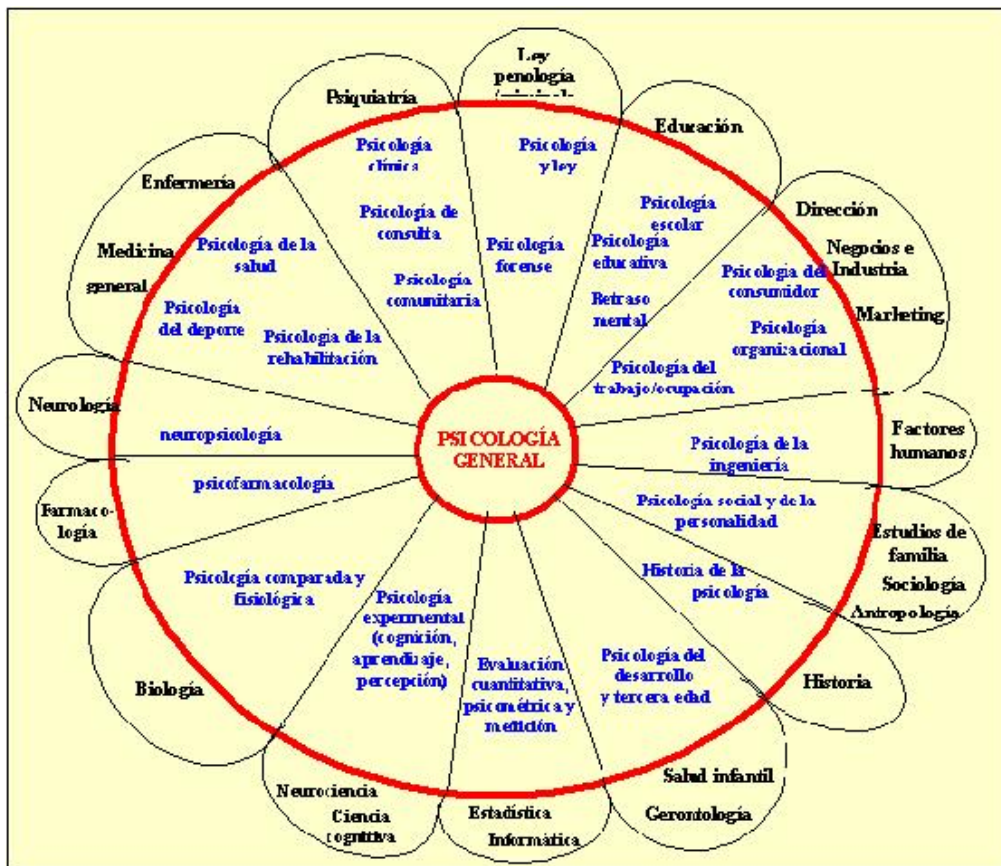 Ley
penología
Psiquiatría
Educación
Psicología
clínica
Psicología
y ley
Enfermería
Psicología
escolar
Dirección
Psicología de
consulta
Medicina
general
Psicología de la
salud
Psicología
forense
Psicología
educativa
Negocios e
Industria
Psicología
comunitaria
Psicología del
consumidor
Retraso
mental
Marketing
Psicología
del deporte
Psicología de la
rehabilitación
Psicología
organizacional
Psicología del
trabajo/ocupación
Neurología
neuropsicología
PSICOLOGÍA
GENERAL
Factores
humanos
Psicología de la
ingeniería
psicofarmacología
Farmaco-
logía
Psicología social y de la
personalidad
Estudios de
familia
Sociología
Antropología
Psicología comparada y
fisiológica
Historia de la
psicología
Psicología
experimental
(cognición,
aprendizaje,
percepción)
Evaluación
cuantitativa,
psicométrica y
medición
Psicología del
desarrollo
y tercera edad
Biología
Historia
Neurociencia
Ciencia
cognitiva
Estadística
Informática
Salud infantil
Gerontología